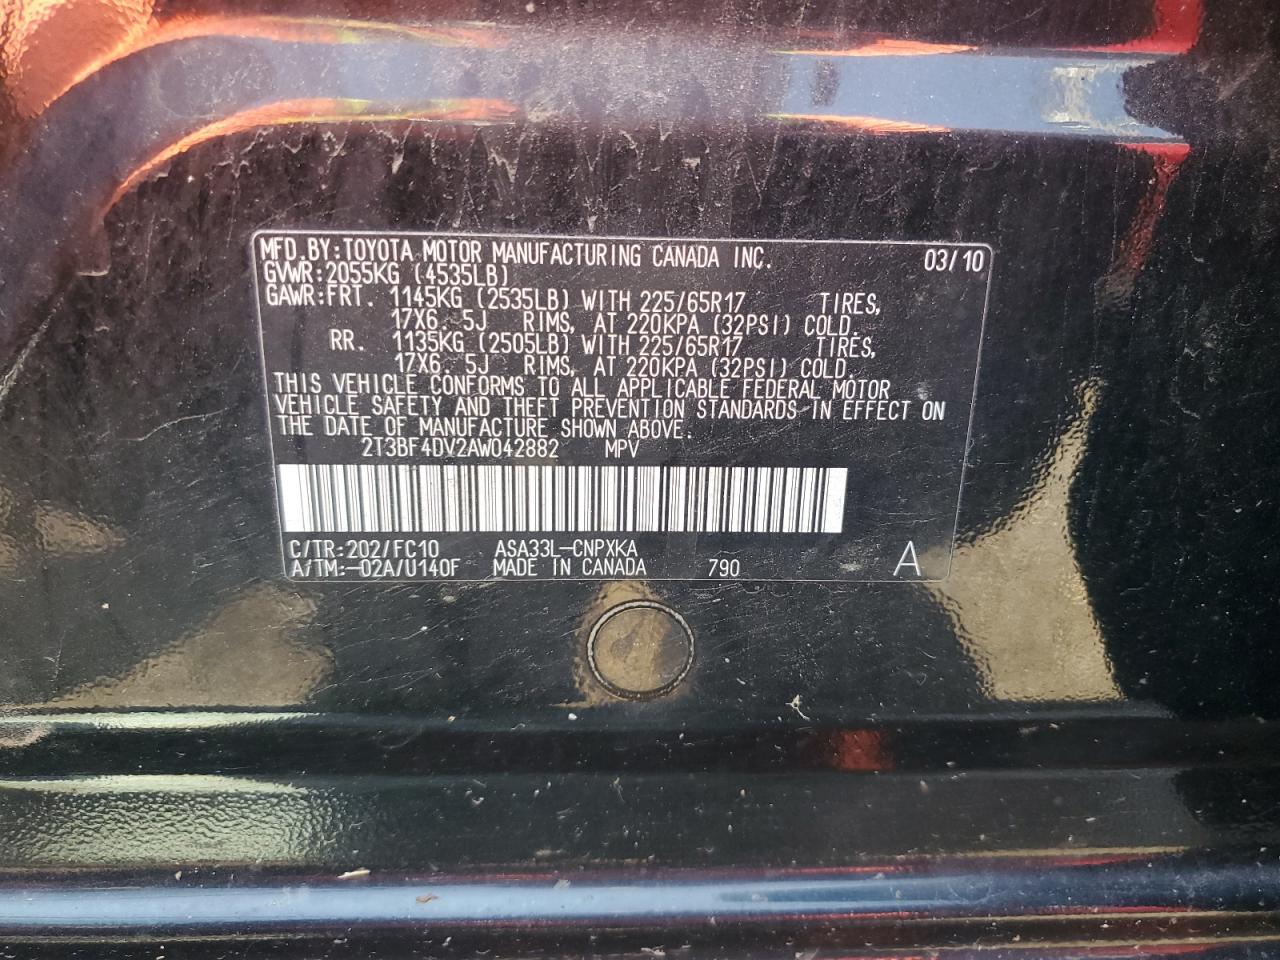 MFD.BY:TOYOTA MOTOR MANUFACTURING CANADA INC. 03/10
GVWR:2055KG (4535LB)
GAWR:FRT. 1145KG (2535LB) WITH 225/65R17 TIRES,
17X6.5J RIMS, AT 220KPA (32PSI) COLD.
RR. 1135KG (2505LB) WITH 225/65R17 TIRES,
17X6.5J RIMS, AT 220KPA (32PSI) COLD.
THIS VEHICLE CONFORMS TO ALL APPLICABLE FEDERAL MOTOR
VEHICLE SAFETY AND THEFT PREVENTION STANDARDS IN EFFECT ON
THE DATE OF MANUFACTURE SHOWN ABOVE.
2T3BF4DV2AW042882 MPV
C/TR:202/FC10 ASA33L-CNPXKA
A/TM:-02A/U140F MADE IN CANADA 790 A